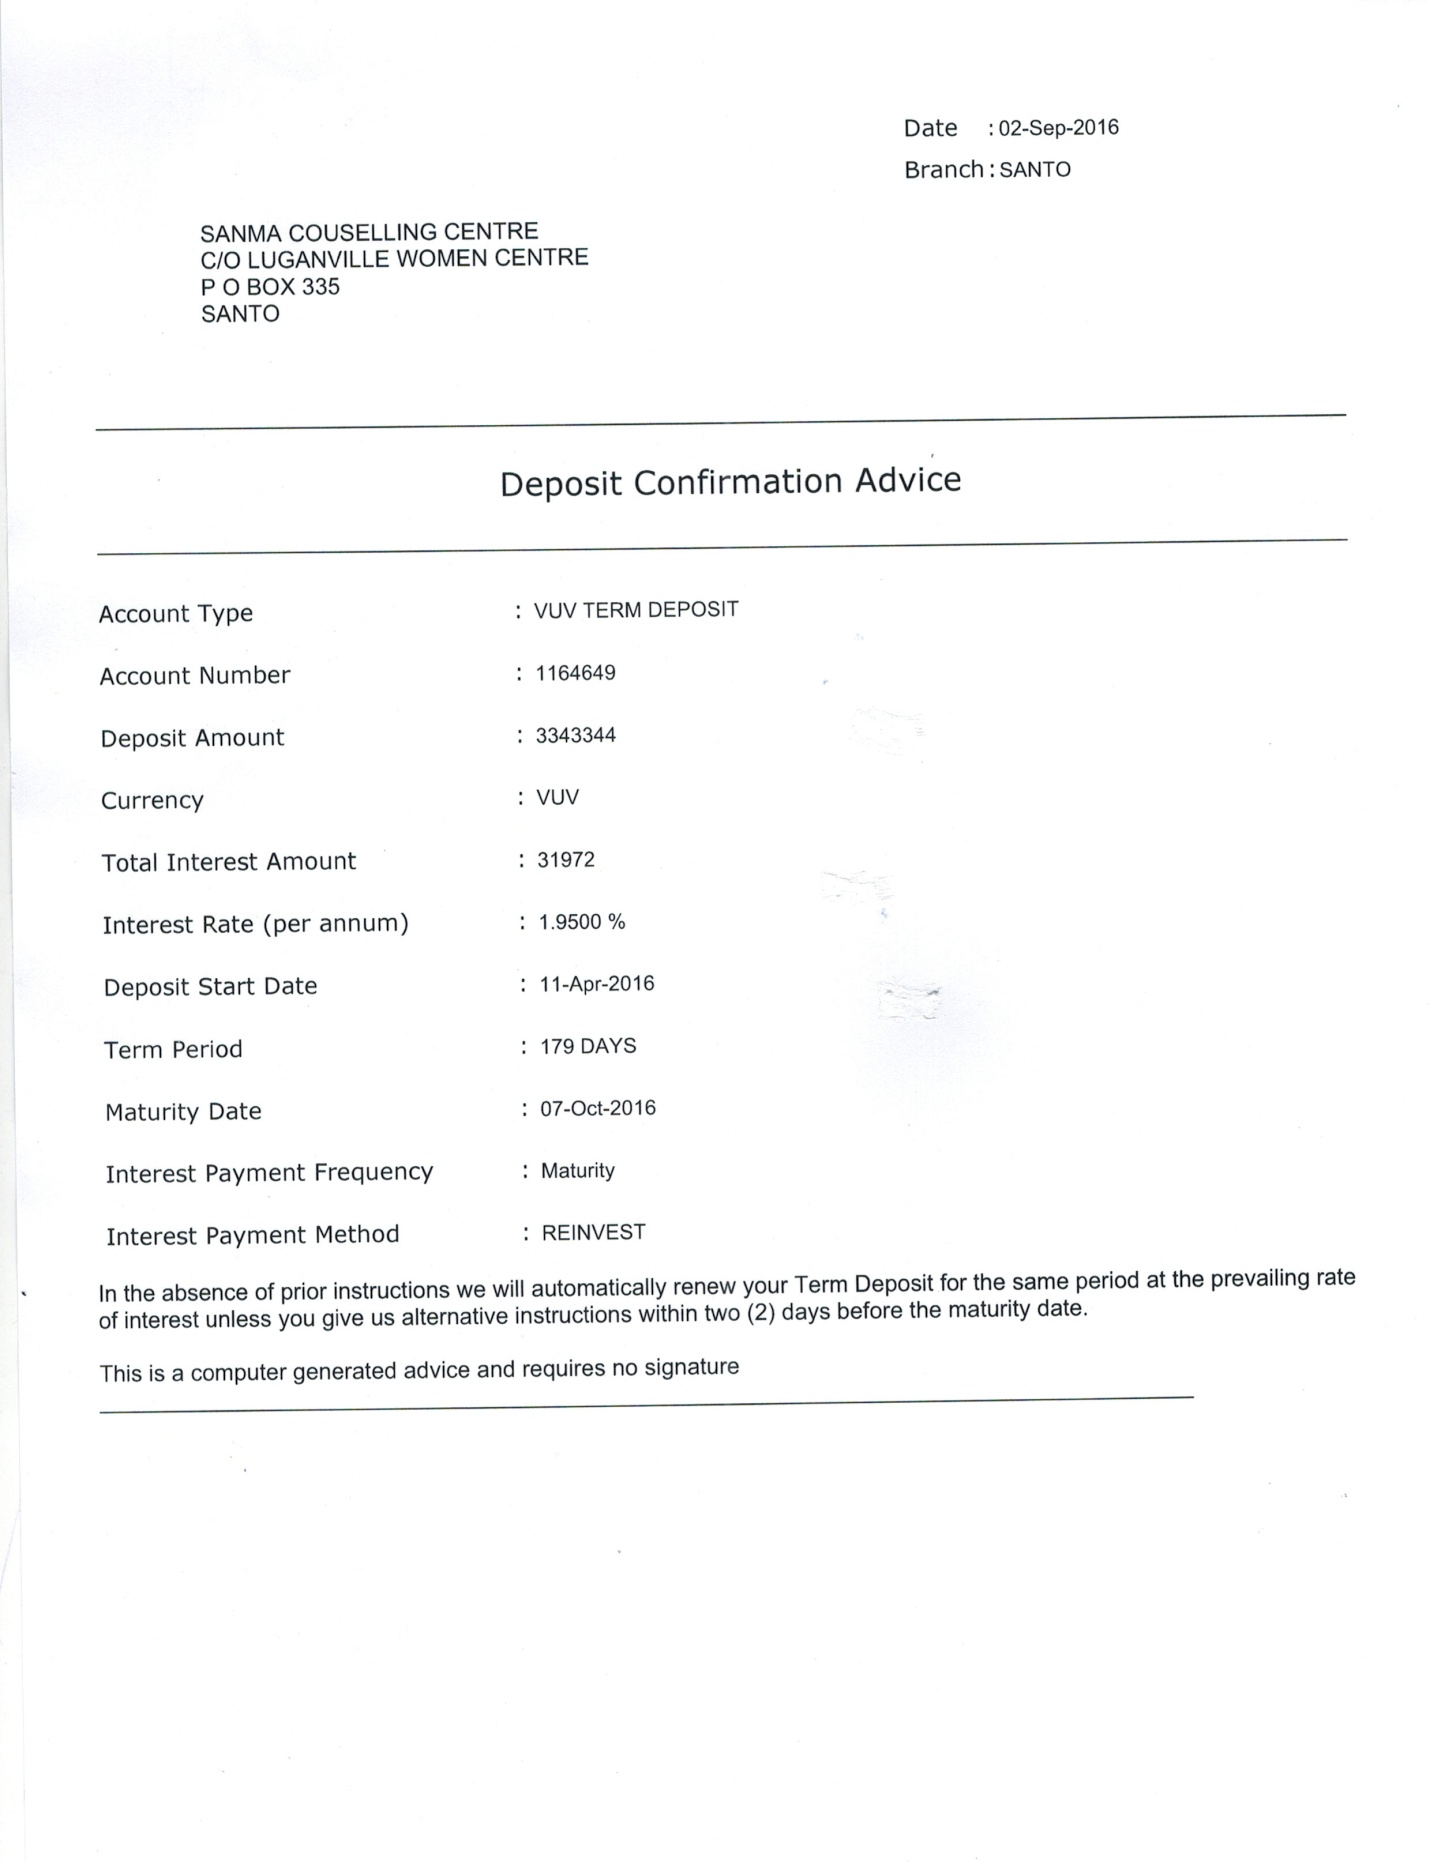 Date : 02-Sep-2016
Branch : SANTO
SANMA COUSELLING CENTRE
C/O LUGANVILLE WOMEN CENTRE
P O BOX 335
SANTO
Deposit Confirmation Advice
Account Type : VUV TERM DEPOSIT
Account Number : 1164649
Deposit Amount : 3343344
Currency : VUV
Total Interest Amount : 31972
Interest Rate (per annum) : 1.9500 %
Deposit Start Date : 11-Apr-2016
Term Period : 179 DAYS
Maturity Date : 07-Oct-2016
Interest Payment Frequency : Maturity
Interest Payment Method : REINVEST
In the absence of prior instructions we will automatically renew your Term Deposit for the same period at the prevailing rate
of interest unless you give us alternative instructions within two (2) days before the maturity date.
This is a computer generated advice and requires no signature